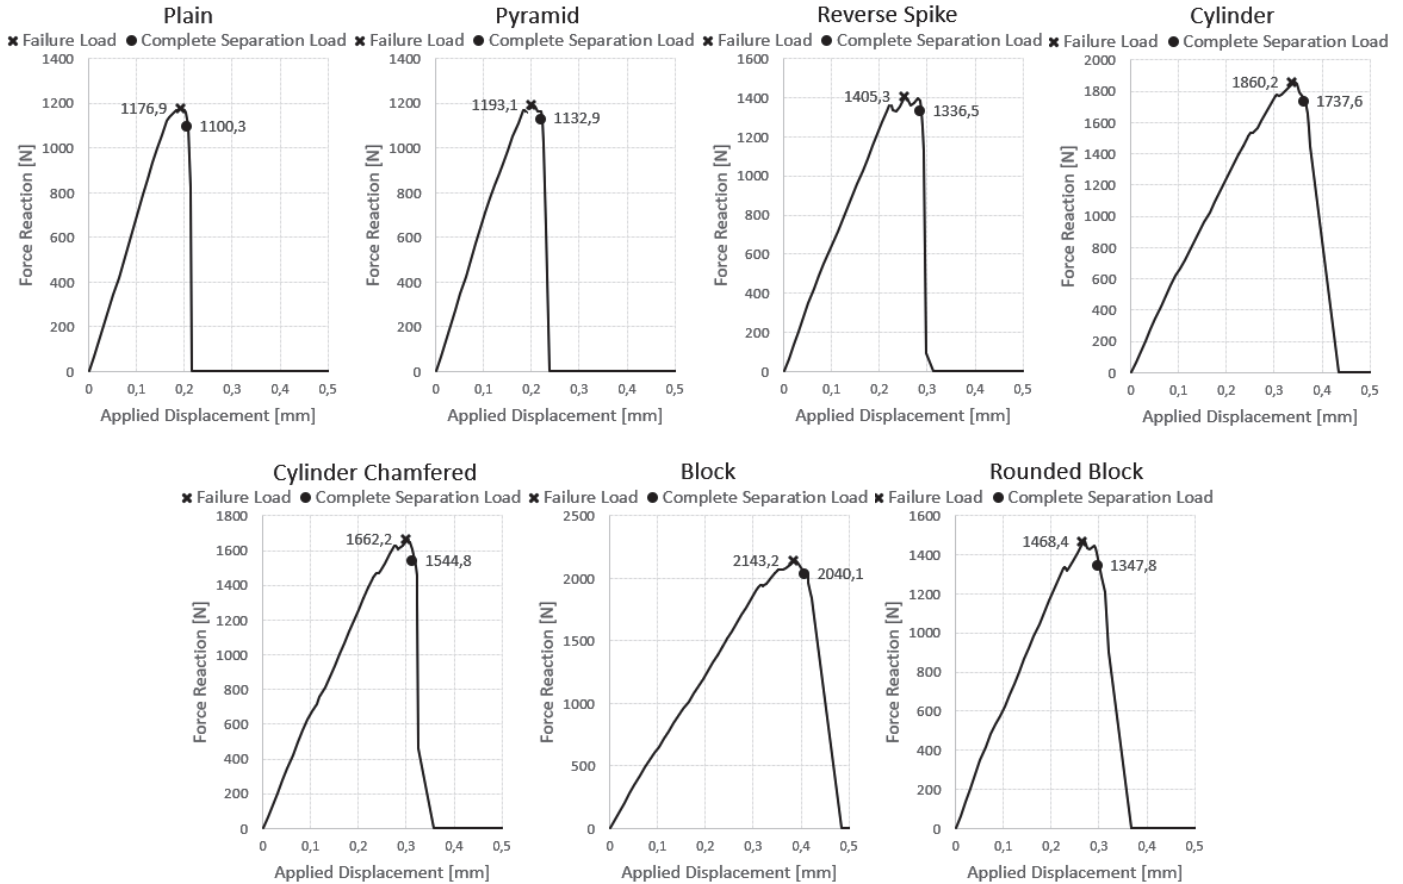 Plain
✖ Failure Load ● Complete Separation Load
1400
1200
1000
800
600
400
200
0
Force Reaction [N]
1176,9
1100,3
0 0,1 0,2 0,3 0,4 0,5
Applied Displacement [mm]
Pyramid
✖ Failure Load ● Complete Separation Load
1400
1200
1000
800
600
400
200
0
Force Reaction [N]
1193,1
1132,9
0 0,1 0,2 0,3 0,4 0,5
Applied Displacement [mm]
Reverse Spike
✖ Failure Load ● Complete Separation Load
1600
1400
1200
1000
800
600
400
200
0
Force Reaction [N]
1405,3
1336,5
0 0,1 0,2 0,3 0,4 0,5
Applied Displacement [mm]
Cylinder
✖ Failure Load ● Complete Separation Load
2000
1800
1600
1400
1200
1000
800
600
400
200
0
Force Reaction [N]
1860,2
1737,6
0 0,1 0,2 0,3 0,4 0,5
Applied Displacement [mm]
Cylinder Chamfered
✖ Failure Load ● Complete Separation Load
1800
1600
1400
1200
1000
800
600
400
200
0
Force Reaction [N]
1662,2
1544,8
0 0,1 0,2 0,3 0,4 0,5
Applied Displacement [mm]
Block
✖ Failure Load ● Complete Separation Load
2500
2000
1500
1000
500
0
Force Reaction [N]
2143,2
2040,1
0 0,1 0,2 0,3 0,4 0,5
Applied Displacement [mm]
Rounded Block
✖ Failure Load ● Complete Separation Load
1600
1400
1200
1000
800
600
400
200
0
Force Reaction [N]
1468,4
1347,8
0 0,1 0,2 0,3 0,4 0,5
Applied Displacement [mm]